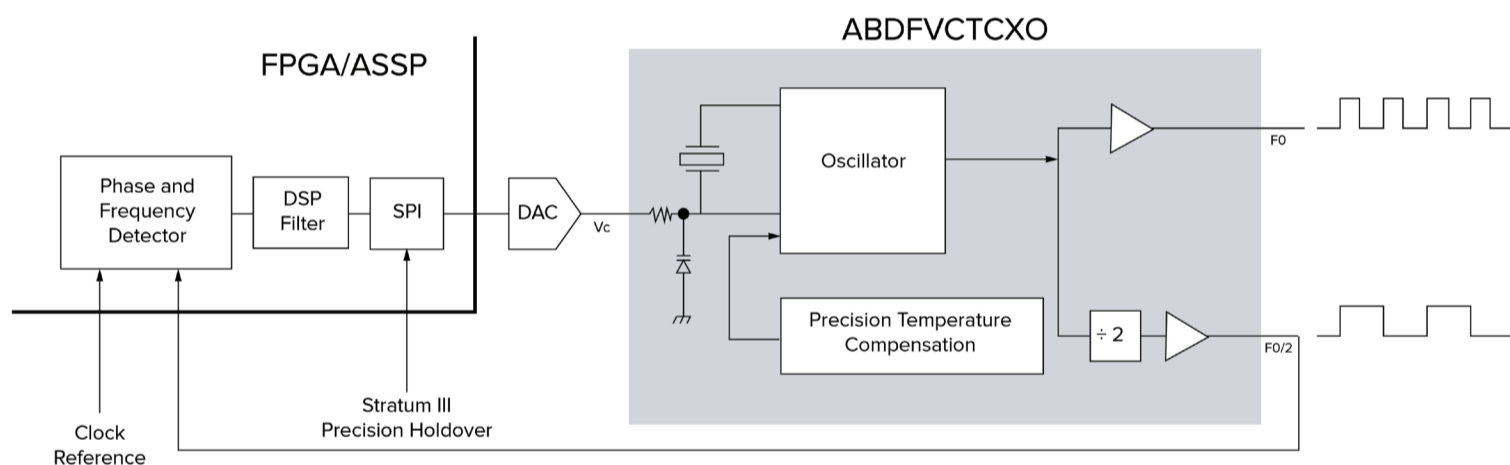 ABDFVCTCXO
FPGA/ASSP
Phase and
Frequency
Detector
DSP
Filter
SPI
DAC
Vc
Oscillator
F0
Precision Temperature
Compensation
÷ 2
F0/2
Stratum III
Precision Holdover
Clock
Reference